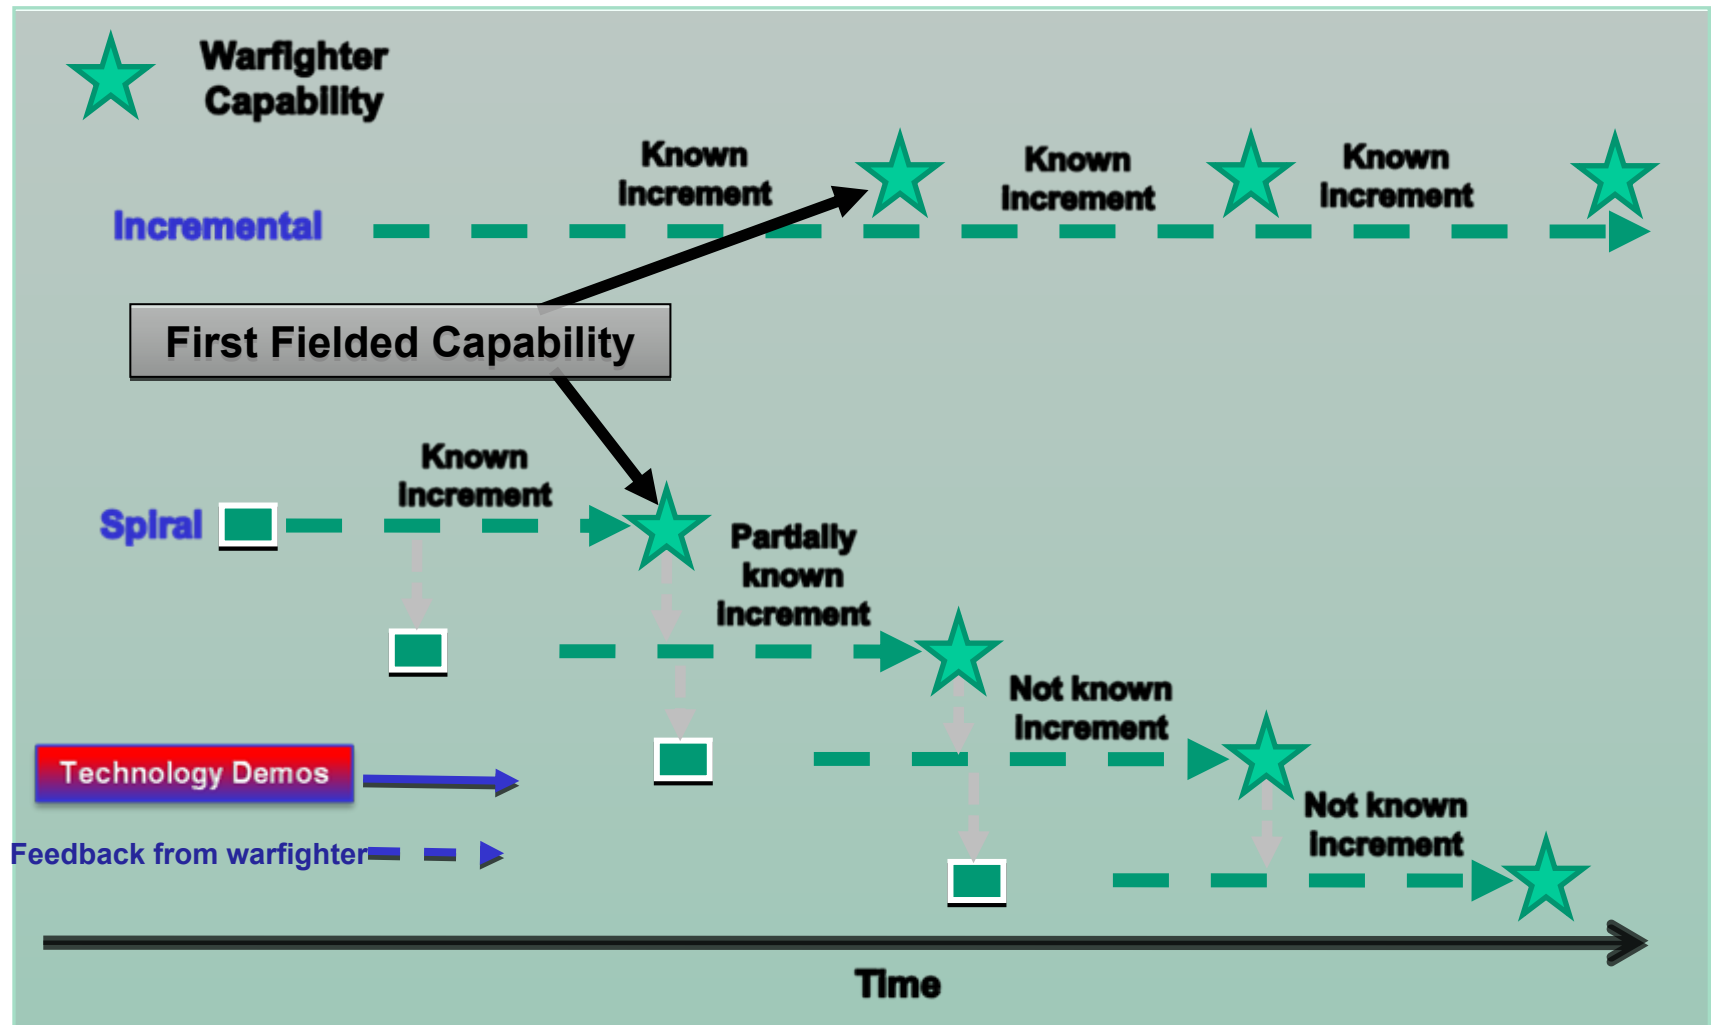 Warfighter
Capability
Known
increment
Known
increment
Known
increment
Incremental
First Fielded Capability
Known
increment
Spiral
Partially
known
increment
Not known
increment
Technology Demos
Not known
increment
Feedback from warfighter
Time